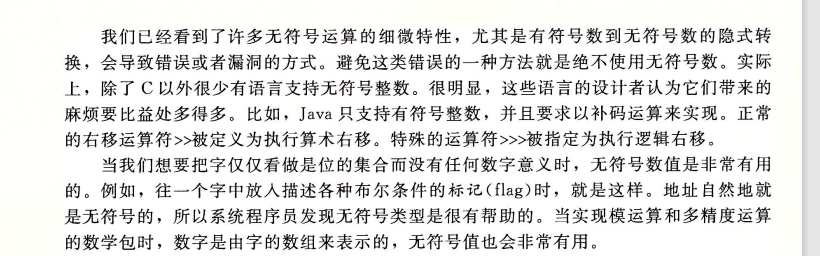 我们已经看到了许多无符号运算的细微特性，尤其是有符号数到无符号数的隐式转
换，会导致错误或者漏洞的方式。避免这类错误的一种方法就是绝不使用无符号数。实际
上，除了 C 以外很少有语言支持无符号整数。很明显，这些语言的设计者认为它们带来的
麻烦要比益处多得多。比如，Java 只支持有符号整数，并且要求以补码运算来实现。正常
的右移运算符>>被定义为执行算术右移。特殊的运算符>>>被指定为执行逻辑右移。
当我们想要把字仅仅看做是位的集合而没有任何数字意义时，无符号数值是非常有用
的。例如，往一个字中放入描述各种布尔条件的标记(flag)时，就是这样。地址自然地就
是无符号的，所以系统程序员发现无符号类型是很有帮助的。当实现模运算和多精度运算
的数学包时，数字是由字的数组来表示的，无符号值也会非常有用。